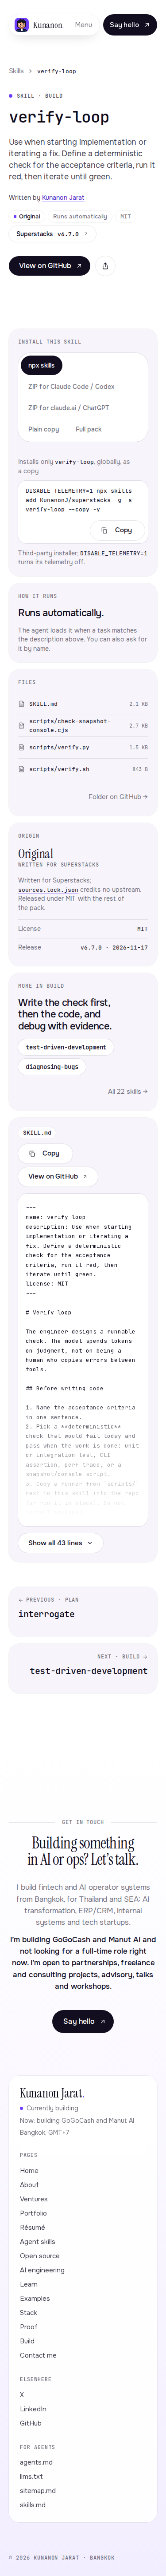 Kunanon
Menu
Say hello ↗
Skills > verify-loop
SKILL · BUILD
verify-loop
Use when starting implementation or
iterating a fix. Define a deterministic
check for the acceptance criteria, run it
red, then iterate until green.
Written by Kunanon Jarat
Original Runs automatically MIT
Superstacks v6.7.0 ↗
View on GitHub ↗
INSTALL THIS SKILL
npx skills
ZIP for Claude Code / Codex
ZIP for claude.ai / ChatGPT
Plain copy Full pack
Installs only verify-loop, globally, as
a copy
DISABLE_TELEMETRY=1 npx skills
add KunanonJ/superstacks -g -s
verify-loop --copy -y
Copy
Third-party installer; DISABLE_TELEMETRY=1
turns its telemetry off.
HOW IT RUNS
Runs automatically.
The agent loads it when a task matches
the description above. You can also ask for
it by name.
FILES
SKILL.md 2.1 KB
scripts/check-snapshot-
console.cjs 2.7 KB
scripts/verify.py 1.5 KB
scripts/verify.sh 843 B
Folder on GitHub →
ORIGIN
Original
WRITTEN FOR SUPERSTACKS
Written for Superstacks;
sources.lock.json credits no upstream.
Released under MIT with the rest of
the pack.
License MIT
Release v6.7.0 · 2026-11-17
MORE IN BUILD
Write the check first,
then the code, and
debug with evidence.
test-driven-development
diagnosing-bugs
All 22 skills →
SKILL.md
Copy
View on GitHub ↗
---
name: verify-loop
description: Use when starting
implementation or iterating a
fix. Define a deterministic
check for the acceptance
criteria, run it red, then
iterate until green.
license: MIT
---
# Verify loop
The engineer designs a runnable
check. The model spends tokens
on judgment, not on being a
human who copies errors between
tools.
## Before writing code
1. Name the acceptance criteria
in one sentence.
2. Pick a **deterministic**
check that would fail today and
pass when the work is done: unit
or integration test, CLI
assertion, perf trace, or a
snapshot/console script.
3. Copy a runner from `scripts/`
Show all 43 lines
← PREVIOUS · PLAN
interrogate
NEXT · BUILD →
test-driven-development
GET IN TOUCH
Building something
in AI or ops? Let's talk.
I build fintech and AI operator systems
from Bangkok, for Thailand and SEA: AI
transformation, ERP/CRM, internal
systems and tech startups.
I'm building GoGoCash and Manut AI and
not looking for a full-time role right
now. I'm open to partnerships, freelance
and consulting projects, advisory, talks
and workshops.
Say hello ↗
Kunanon Jarat.
Currently building
Now: building GoGoCash and Manut AI
Bangkok, GMT+7
PAGES
Home
About
Ventures
Portfolio
Résumé
Agent skills
Open source
AI engineering
Learn
Examples
Stack
Proof
Build
Contact me
ELSEWHERE
X
LinkedIn
GitHub
FOR AGENTS
agents.md
llms.txt
sitemap.md
skills.md
© 2026 KUNANON JARAT · BANGKOK